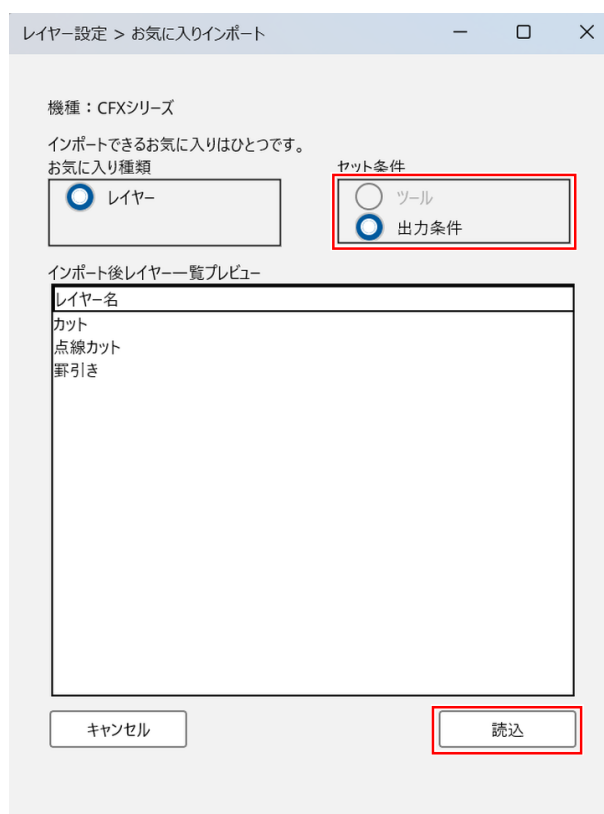 レイヤー設定 > お気に入りインポート
機種：CFXシリーズ
インポートできるお気に入りはひとつです。
お気に入り種類
レイヤー
セット条件
ツール
出力条件
インポート後レイヤー一覧プレビュー
レイヤー名
カット
点線カット
罫引き
キャンセル
読込